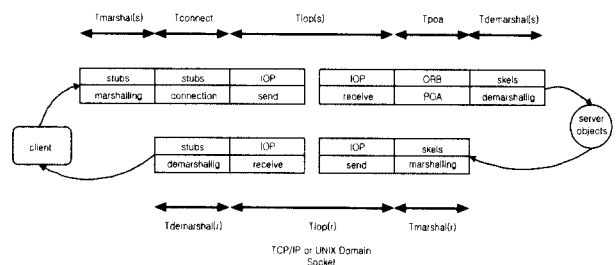 Tmarshal(s) Tconnect Tiop(s) Tpoa Tdemarshal(s)
stubs stubs IOP IOP ORB skels
marshalling connection send receive POA demarshallig
client
server
objects
stubs IOP IOP skels
demarshallig receive send marshalling
Tdemarshal(r) Tiop(r) Tmarshal(r)
TCP/IP or UNIX Domain
Socket